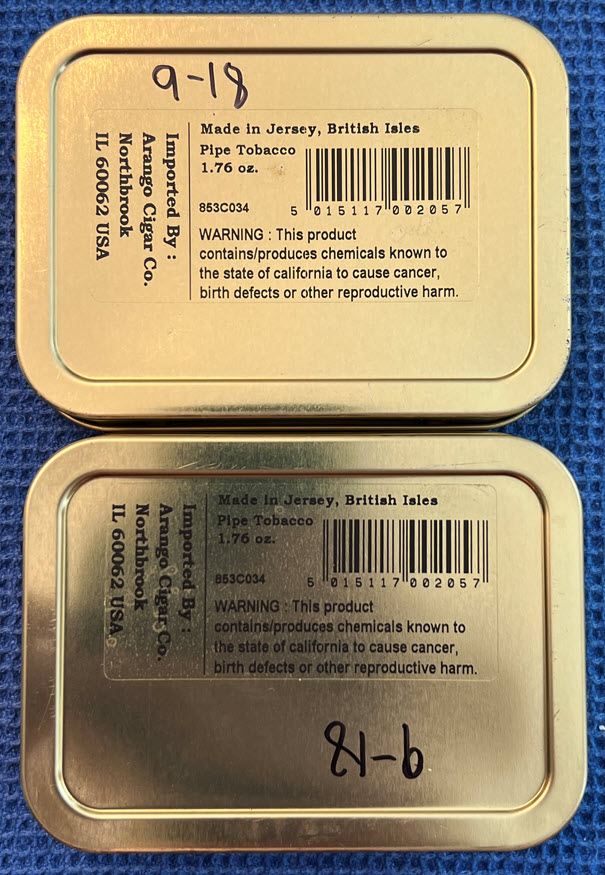 9-18
Made in Jersey, British Isles
Pipe Tobacco
1.76 oz.
853C034
5 015117 002057
WARNING : This product
contains/produces chemicals known to
the state of california to cause cancer,
birth defects or other reproductive harm.
Imported By :
Arango Cigar Co.
Northbrook
IL 60062 USA
Made in Jersey, British Isles
Pipe Tobacco
1.76 oz.
853C034
5 015117 002057
WARNING : This product
contains/produces chemicals known to
the state of california to cause cancer,
birth defects or other reproductive harm.
Imported By :
Arango Cigar Co.
Northbrook
IL 60062 USA
9-18